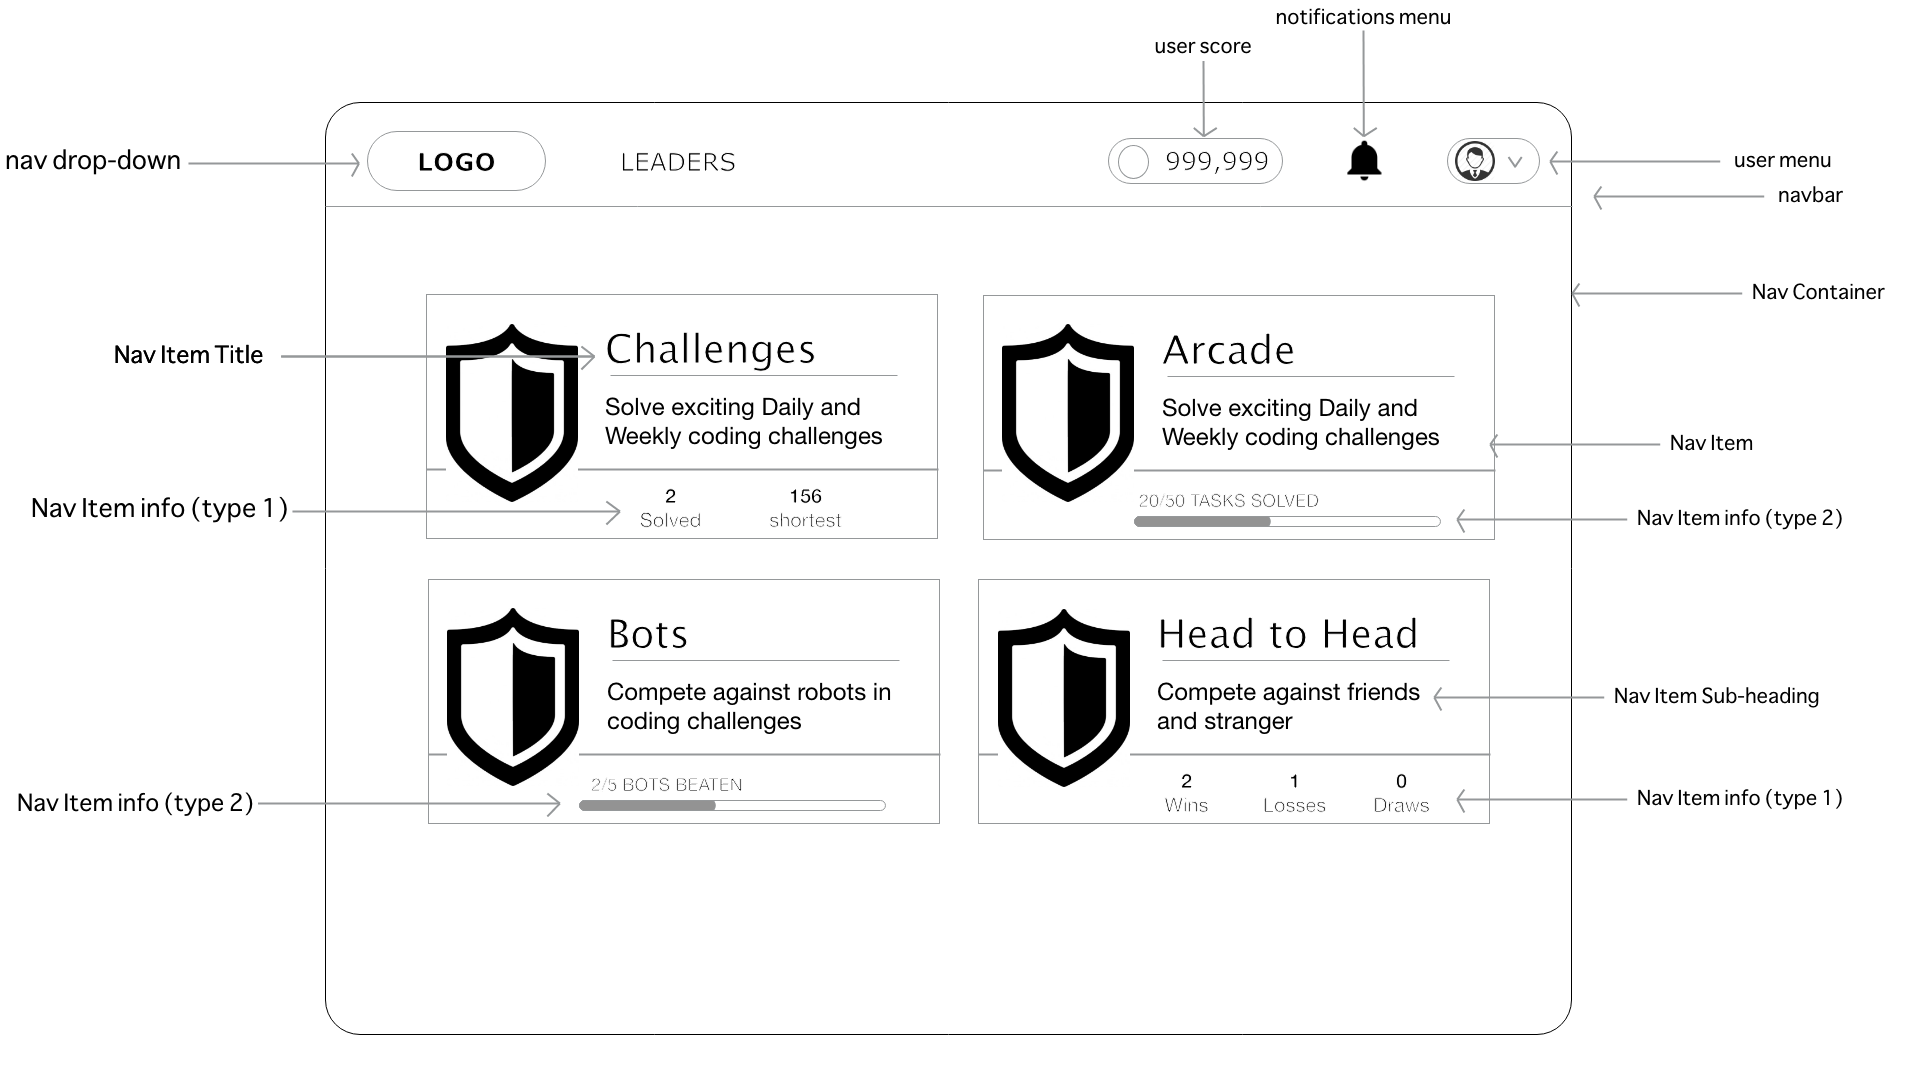 notifications menu
user score
nav drop-down
LOGO
LEADERS
999,999
user menu
navbar
Nav Container
Nav Item Title
Challenges
Solve exciting Daily and
Weekly coding challenges
Arcade
Solve exciting Daily and
Weekly coding challenges
Nav Item
Nav Item info (type 1)
2
Solved
156
shortest
20/50 TASKS SOLVED
Nav Item info (type 2)
Bots
Compete against robots in
coding challenges
Head to Head
Compete against friends
and stranger
Nav Item Sub-heading
Nav Item info (type 2)
2/5 BOTS BEATEN
2
Wins
1
Losses
0
Draws
Nav Item info (type 1)